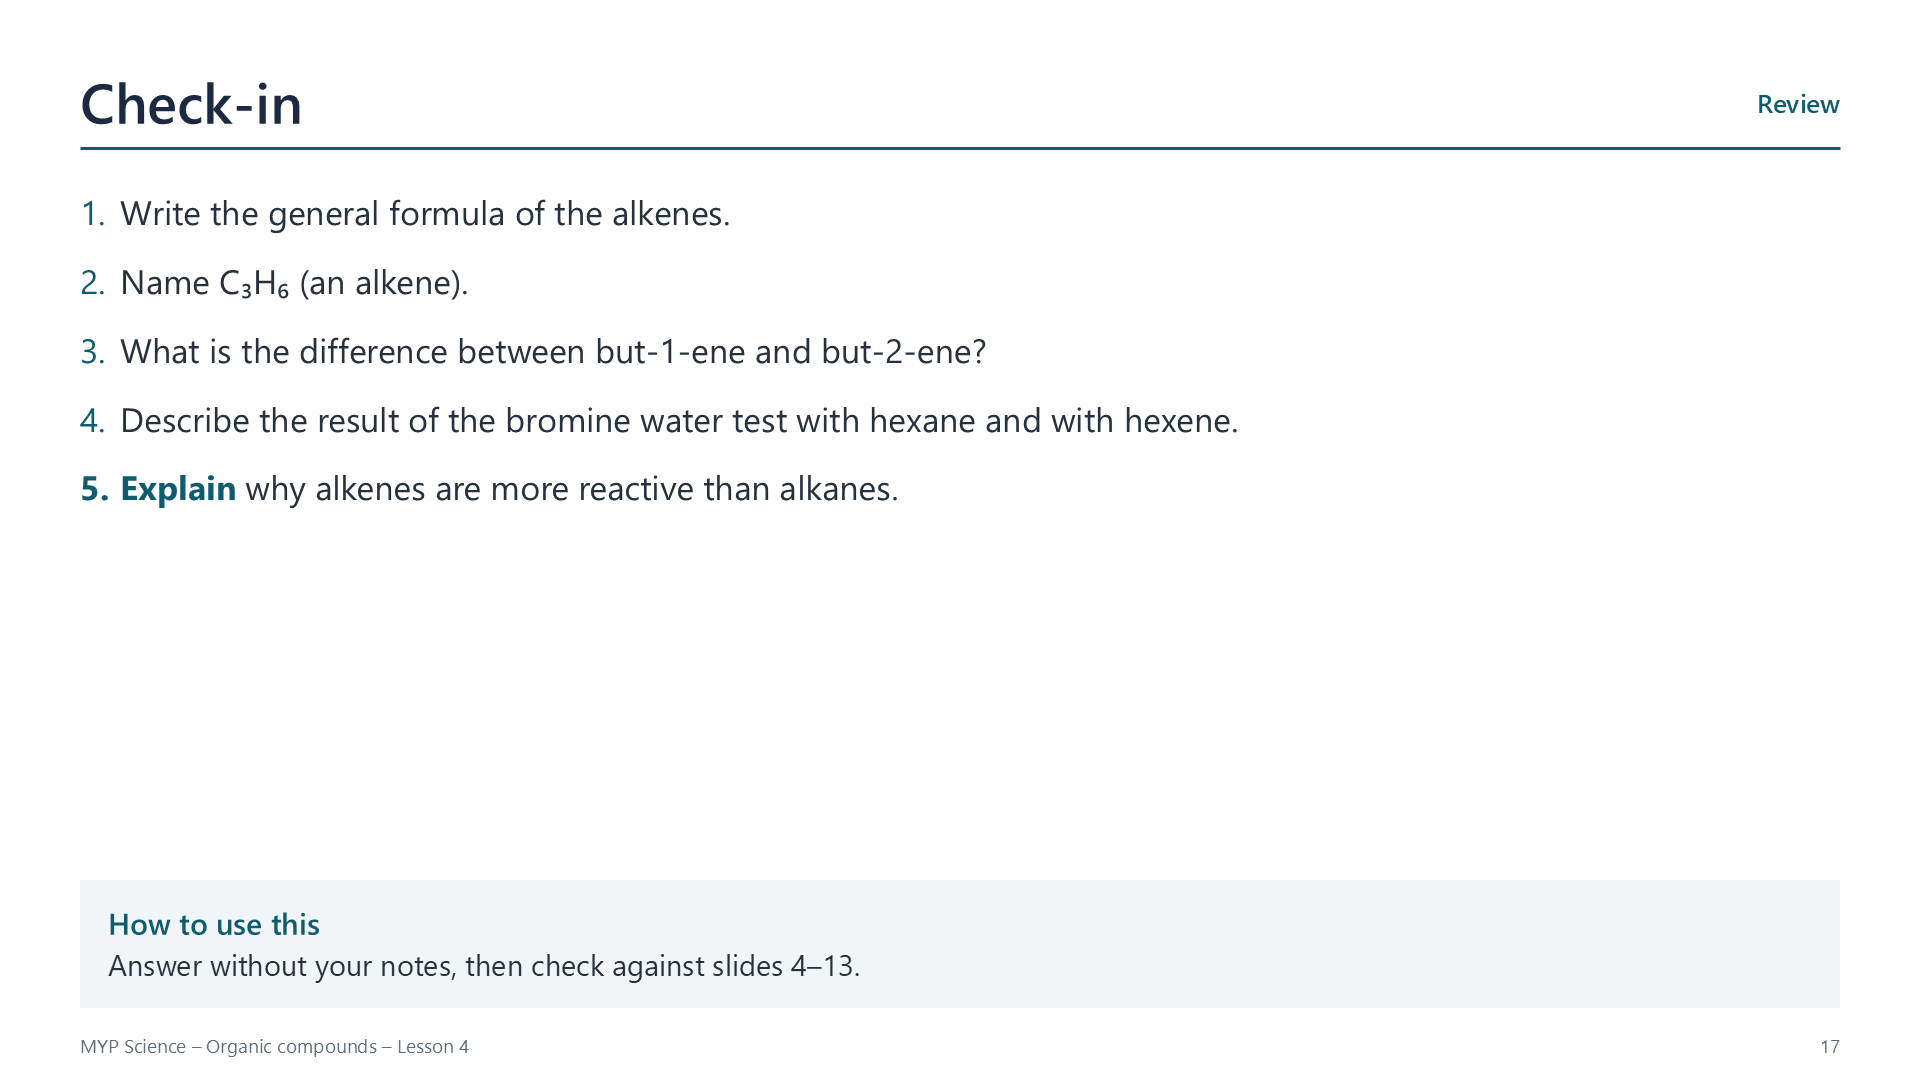 Check-in
Review
1. Write the general formula of the alkenes.
2. Name C₃H₆ (an alkene).
3. What is the difference between but-1-ene and but-2-ene?
4. Describe the result of the bromine water test with hexane and with hexene.
5. Explain why alkenes are more reactive than alkanes.
How to use this
Answer without your notes, then check against slides 4–13.
MYP Science – Organic compounds – Lesson 4
17